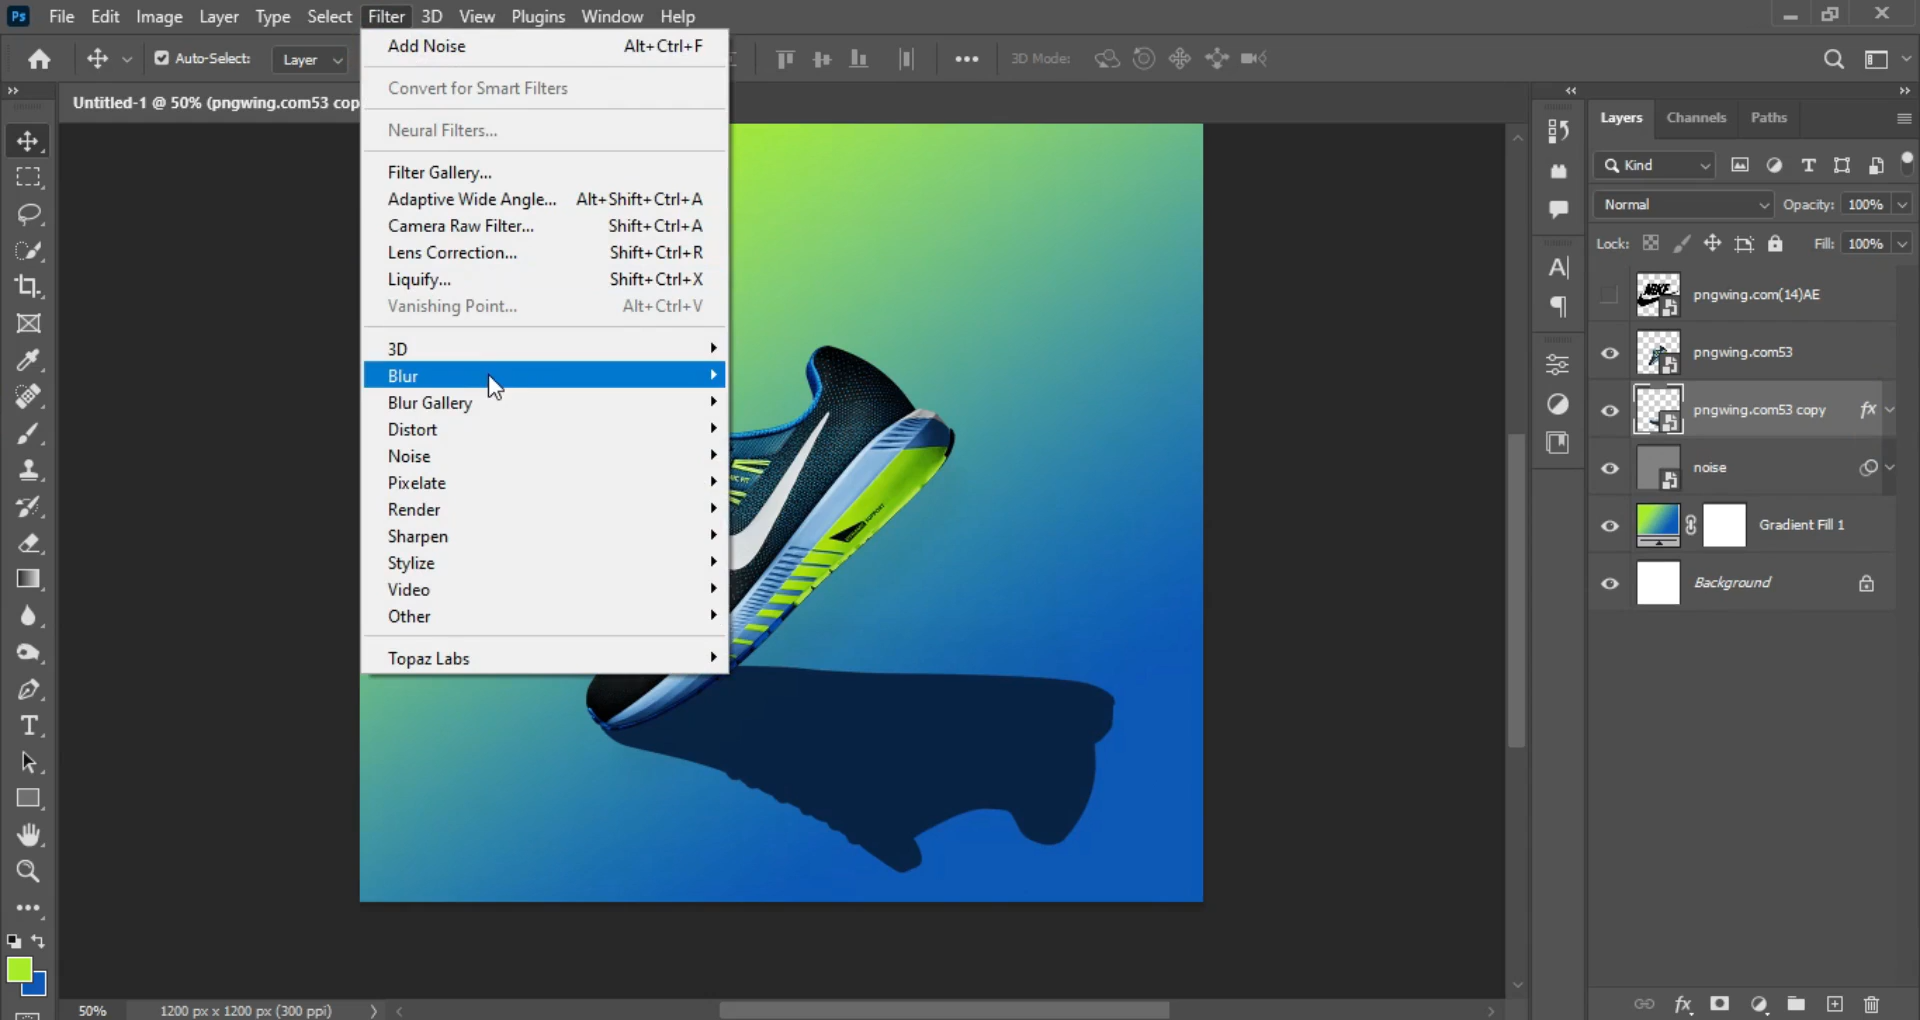 Ps File Edit Image Layer Type Select Filter 3D View Plugins Window Help
Auto-Select: Layer 3D Mode:
Untitled-1 @ 50% (pngwing.com53 cop
Add Noise Alt+Ctrl+F
Convert for Smart Filters
Neural Filters...
Filter Gallery...
Adaptive Wide Angle... Alt+Shift+Ctrl+A
Camera Raw Filter... Shift+Ctrl+A
Lens Correction... Shift+Ctrl+R
Liquify... Shift+Ctrl+X
Vanishing Point... Alt+Ctrl+V
3D
Blur
Blur Gallery
Distort
Noise
Pixelate
Render
Sharpen
Stylize
Video
Other
Topaz Labs
Layers Channels Paths
Kind
Normal Opacity: 100%
Lock: Fill: 100%
NIKE
pngwing.com(14)AE
pngwing.com53
pngwing.com53 copy fx
noise
Gradient Fill 1
Background
SUPPORT
50% 1200 px x 1200 px (300 ppi)
fx